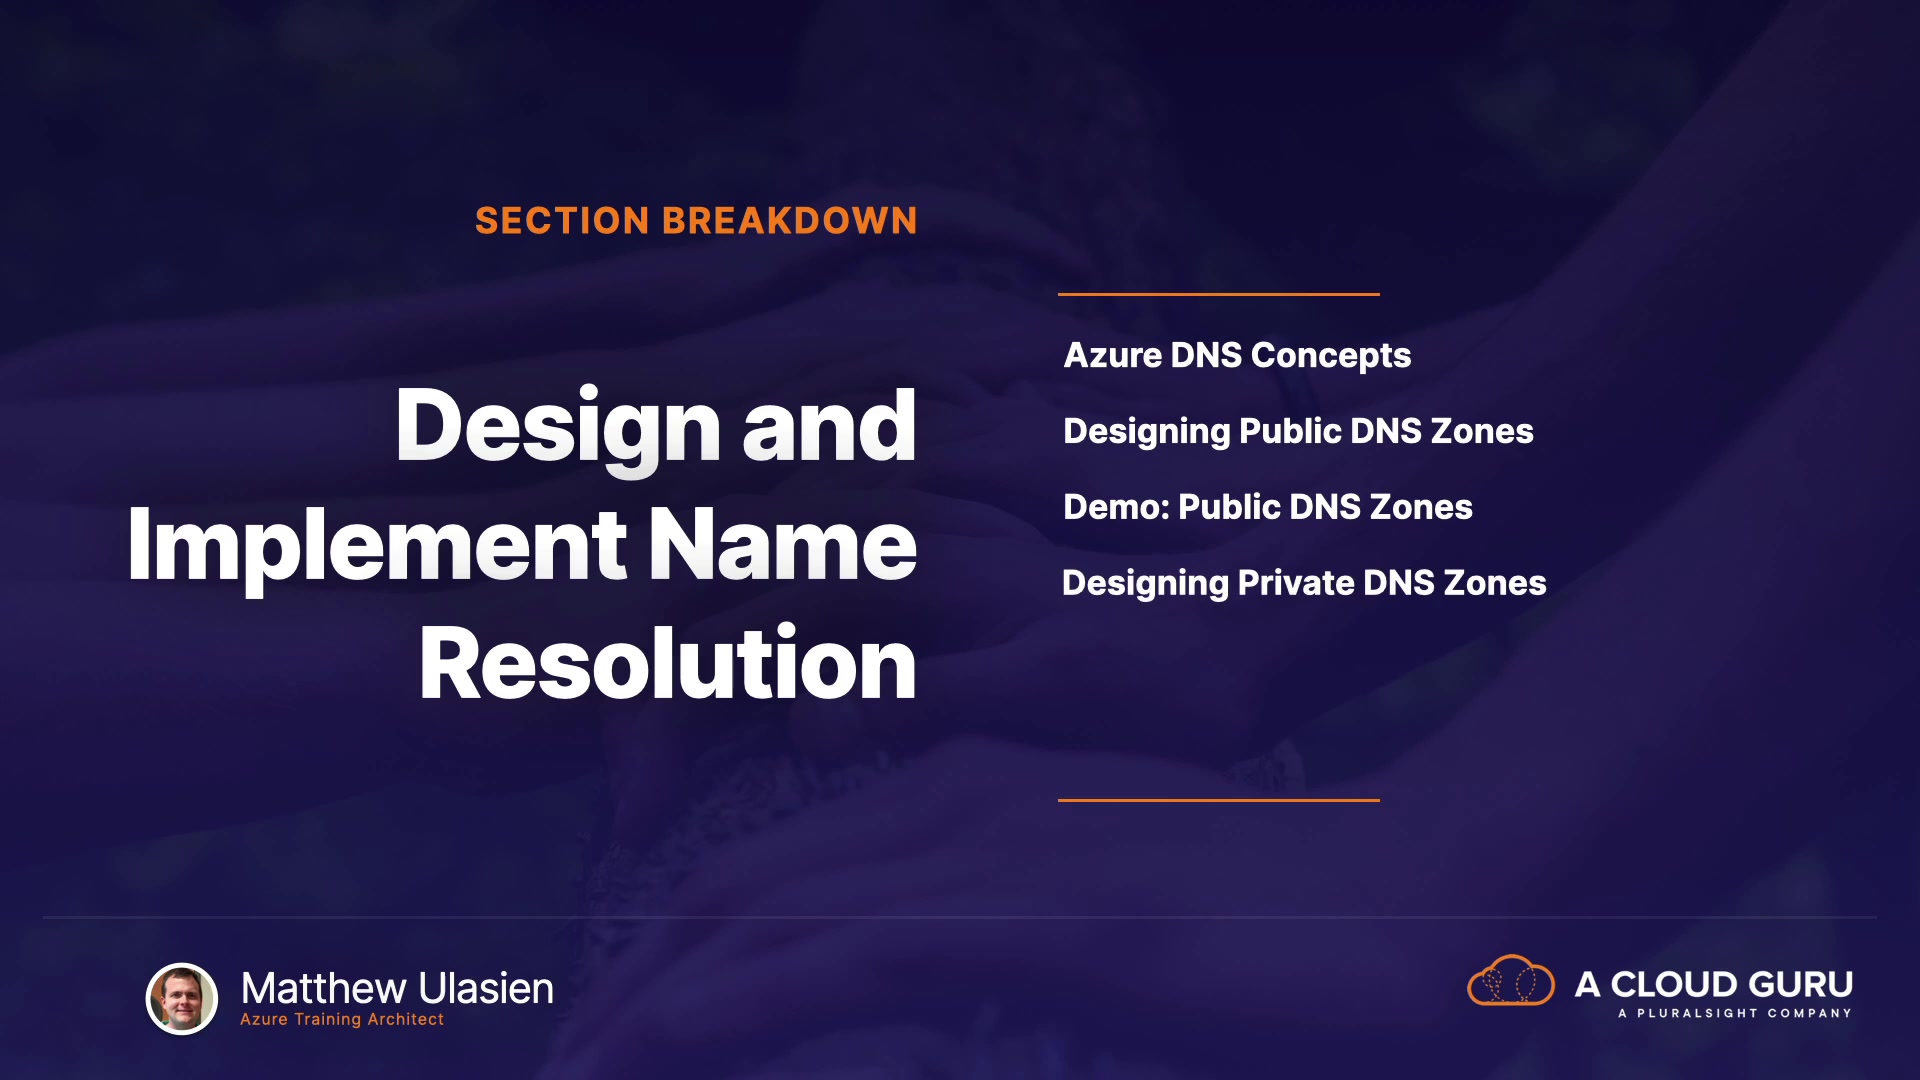 SECTION BREAKDOWN
Design and
Implement Name
Resolution
Azure DNS Concepts
Designing Public DNS Zones
Demo: Public DNS Zones
Designing Private DNS Zones
Matthew Ulasien
Azure Training Architect
A CLOUD GURU
A PLURALSIGHT COMPANY